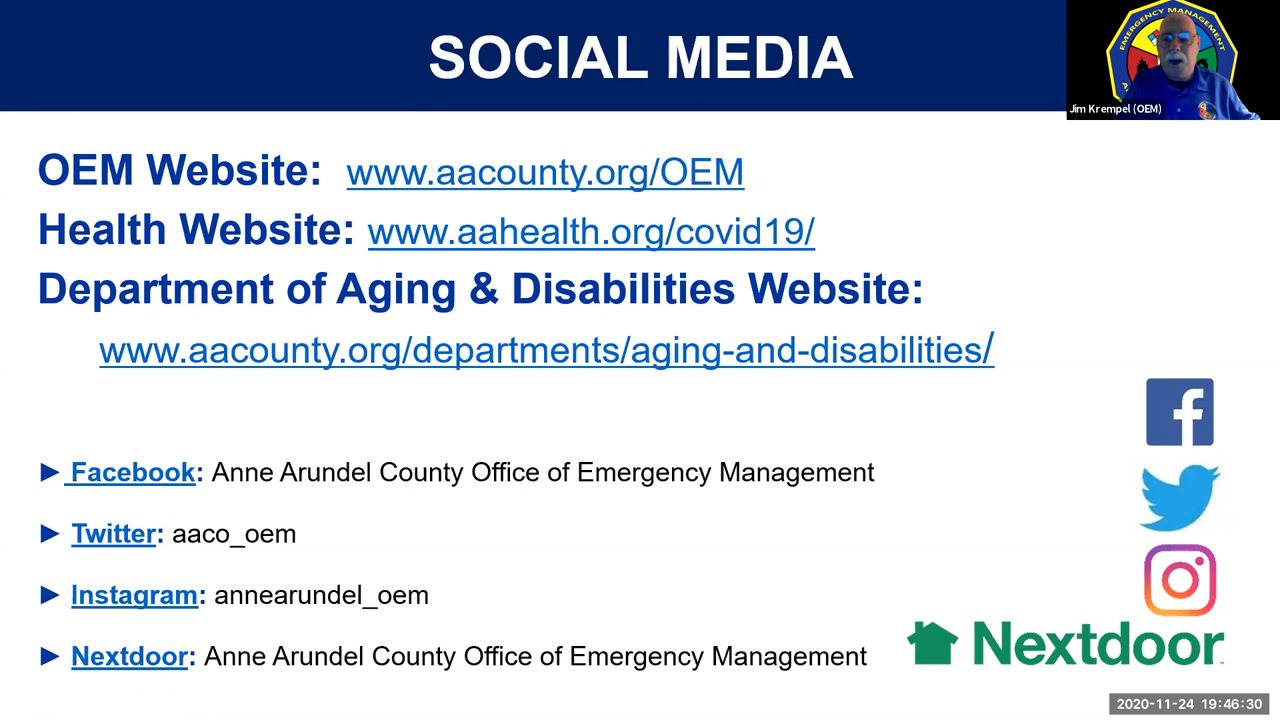 SOCIAL MEDIA
EMERGENCY MANAGEMENT
Jim Krempel (OEM)
OEM Website: www.aacounty.org/OEM
Health Website: www.aahealth.org/covid19/
Department of Aging & Disabilities Website:
www.aacounty.org/departments/aging-and-disabilities/
► Facebook: Anne Arundel County Office of Emergency Management
► Twitter: aaco_oem
► Instagram: annearundel_oem
► Nextdoor: Anne Arundel County Office of Emergency Management
Nextdoor™
2020-11-24 19:46:30